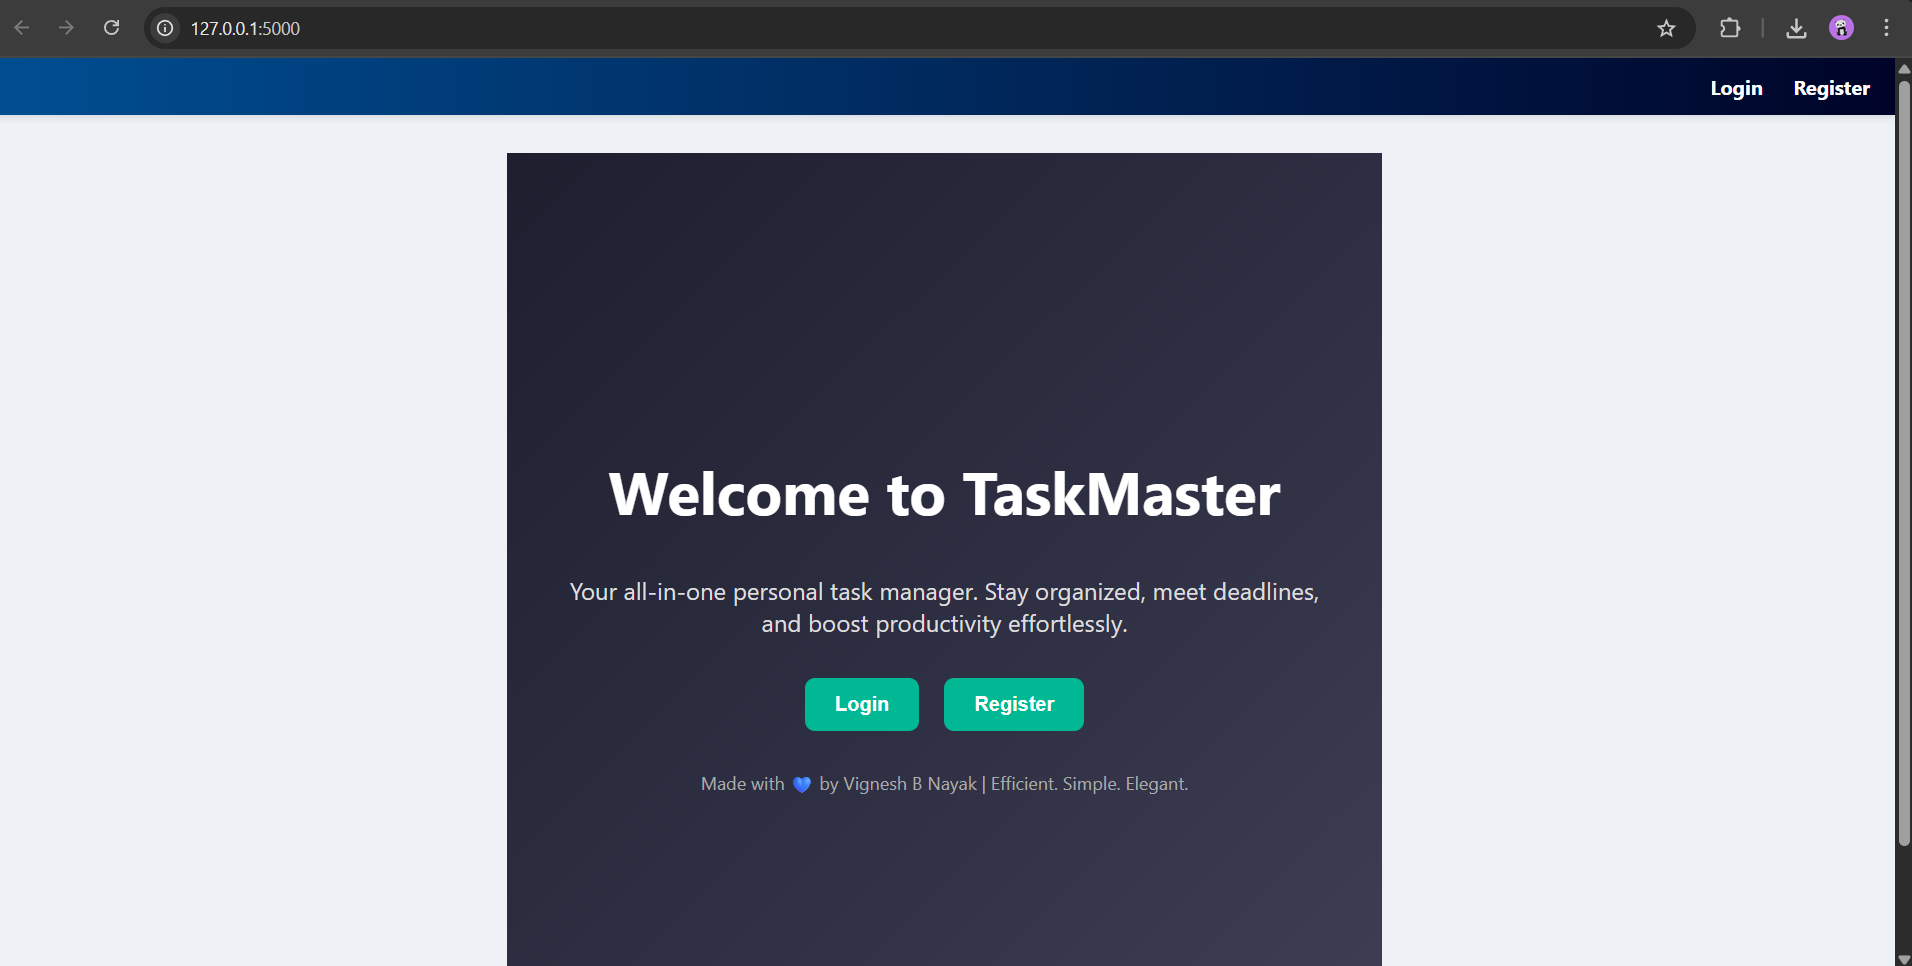 127.0.0.1:5000
Login Register
Welcome to TaskMaster
Your all-in-one personal task manager. Stay organized, meet deadlines,
and boost productivity effortlessly.
Login Register
Made with 💙 by Vignesh B Nayak | Efficient. Simple. Elegant.